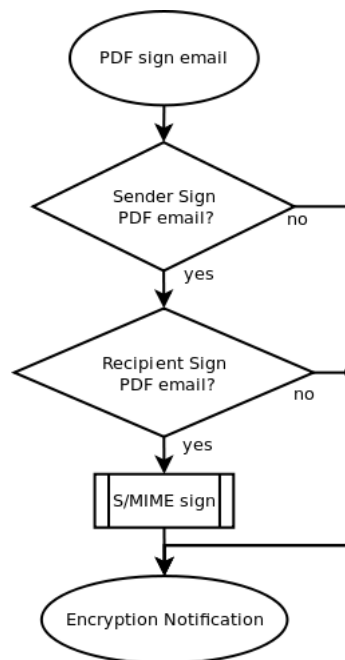 PDF sign email
Sender Sign
PDF email?
no
yes
Recipient Sign
PDF email?
no
yes
S/MIME sign
Encryption Notification